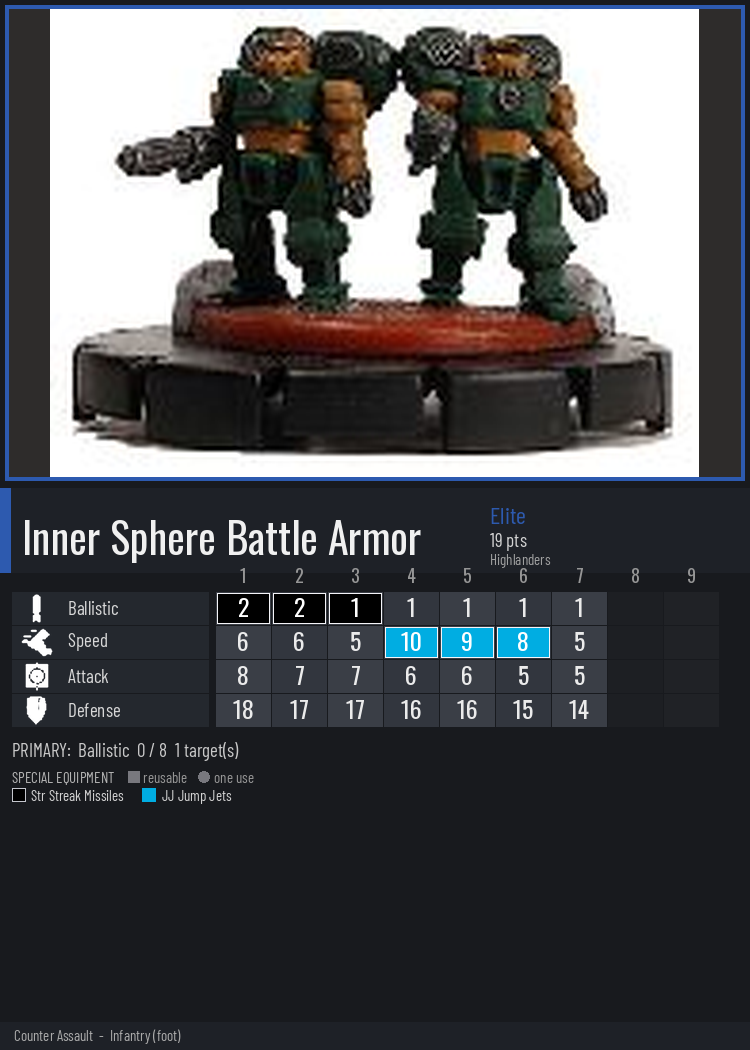 Inner Sphere Battle Armor
Elite
19 pts
Highlanders
1 2 3 4 5 6 7 8 9
Ballistic 2 2 1 1 1 1 1
Speed 6 6 5 10 9 8 5
Attack 8 7 7 6 6 5 5
Defense 18 17 17 16 16 15 14
PRIMARY: Ballistic 0 / 8 1 target(s)
SPECIAL EQUIPMENT reusable one use
Str Streak Missiles JJ Jump Jets
Counter Assault - Infantry (foot)